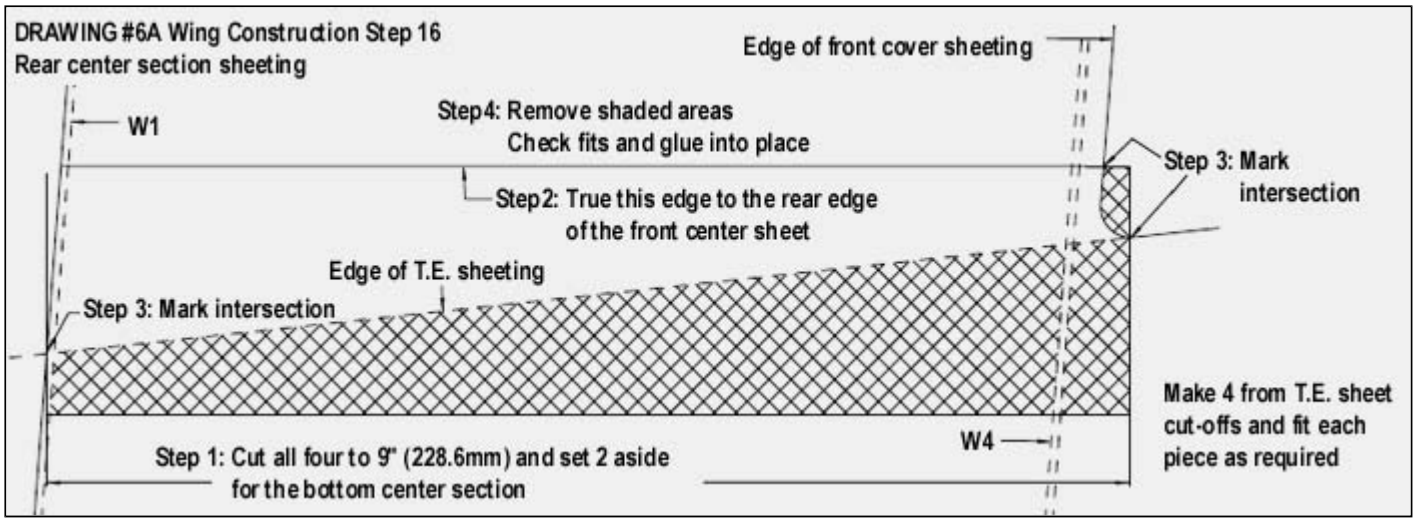 DRAWING #6A Wing Construction Step 16
Rear center section sheeting
Edge of front cover sheeting
W1
Step4: Remove shaded areas
Check fits and glue into place
Step 3: Mark
intersection
Step2: True this edge to the rear edge
of the front center sheet
Edge of T.E. sheeting
Step 3: Mark intersection
Make 4 from T.E. sheet
cut-offs and fit each
piece as required
W4
Step 1: Cut all four to 9" (228.6mm) and set 2 aside
for the bottom center section